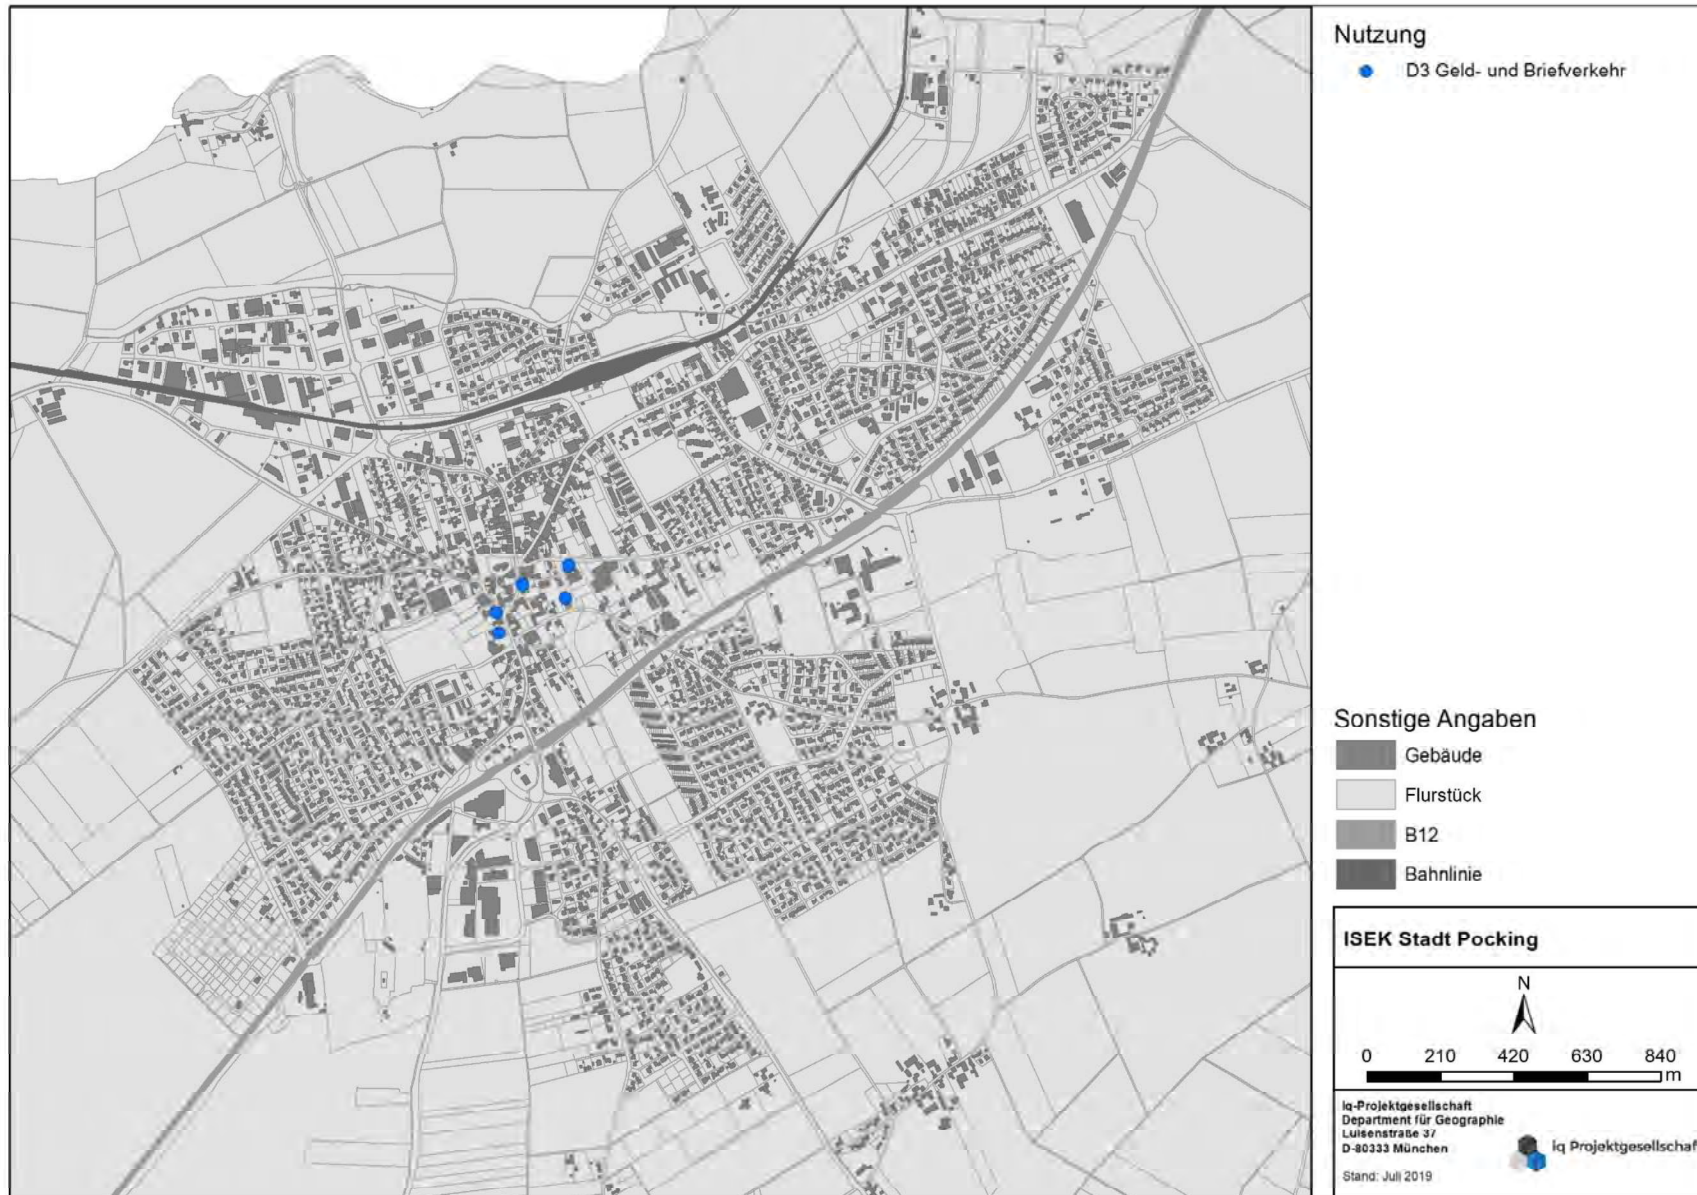 Nutzung
D3 Geld- und Briefverkehr
Sonstige Angaben
Gebäude
Flurstück
B12
Bahnlinie
ISEK Stadt Pocking
N
0 210 420 630 840
m
iq-Projektgesellschaft
Department für Geographie
Luisenstraße 37
D-80333 München
iq Projektgesellschaft
Stand: Juli 2019